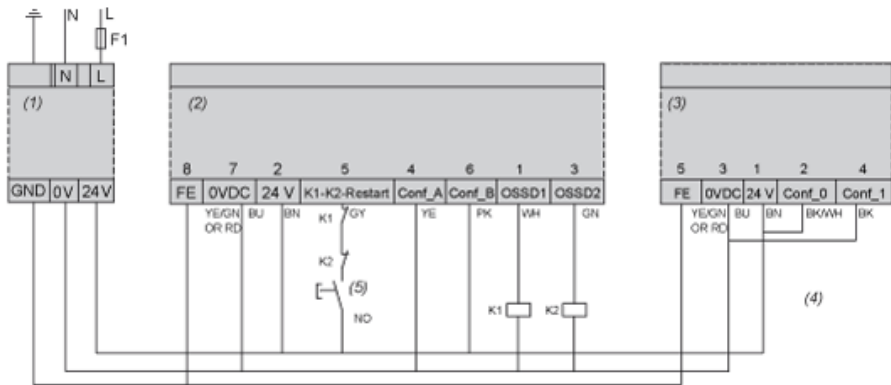 N L
F1
N L
(1) (2) (3)
8 7 2 5 4 6 1 3 5 3 1 2 4
GND 0V 24V FE 0VDC 24 V K1-K2-Restart Conf_A Conf_B OSSD1 OSSD2 FE 0VDC 24 V Conf_0 Conf_1
YE/GN OR RD BU BN K1 GY YE PK WH GN YE/GN OR RD BU BN BK/WH BK
K2
(5) (4)
K1 K2
NO